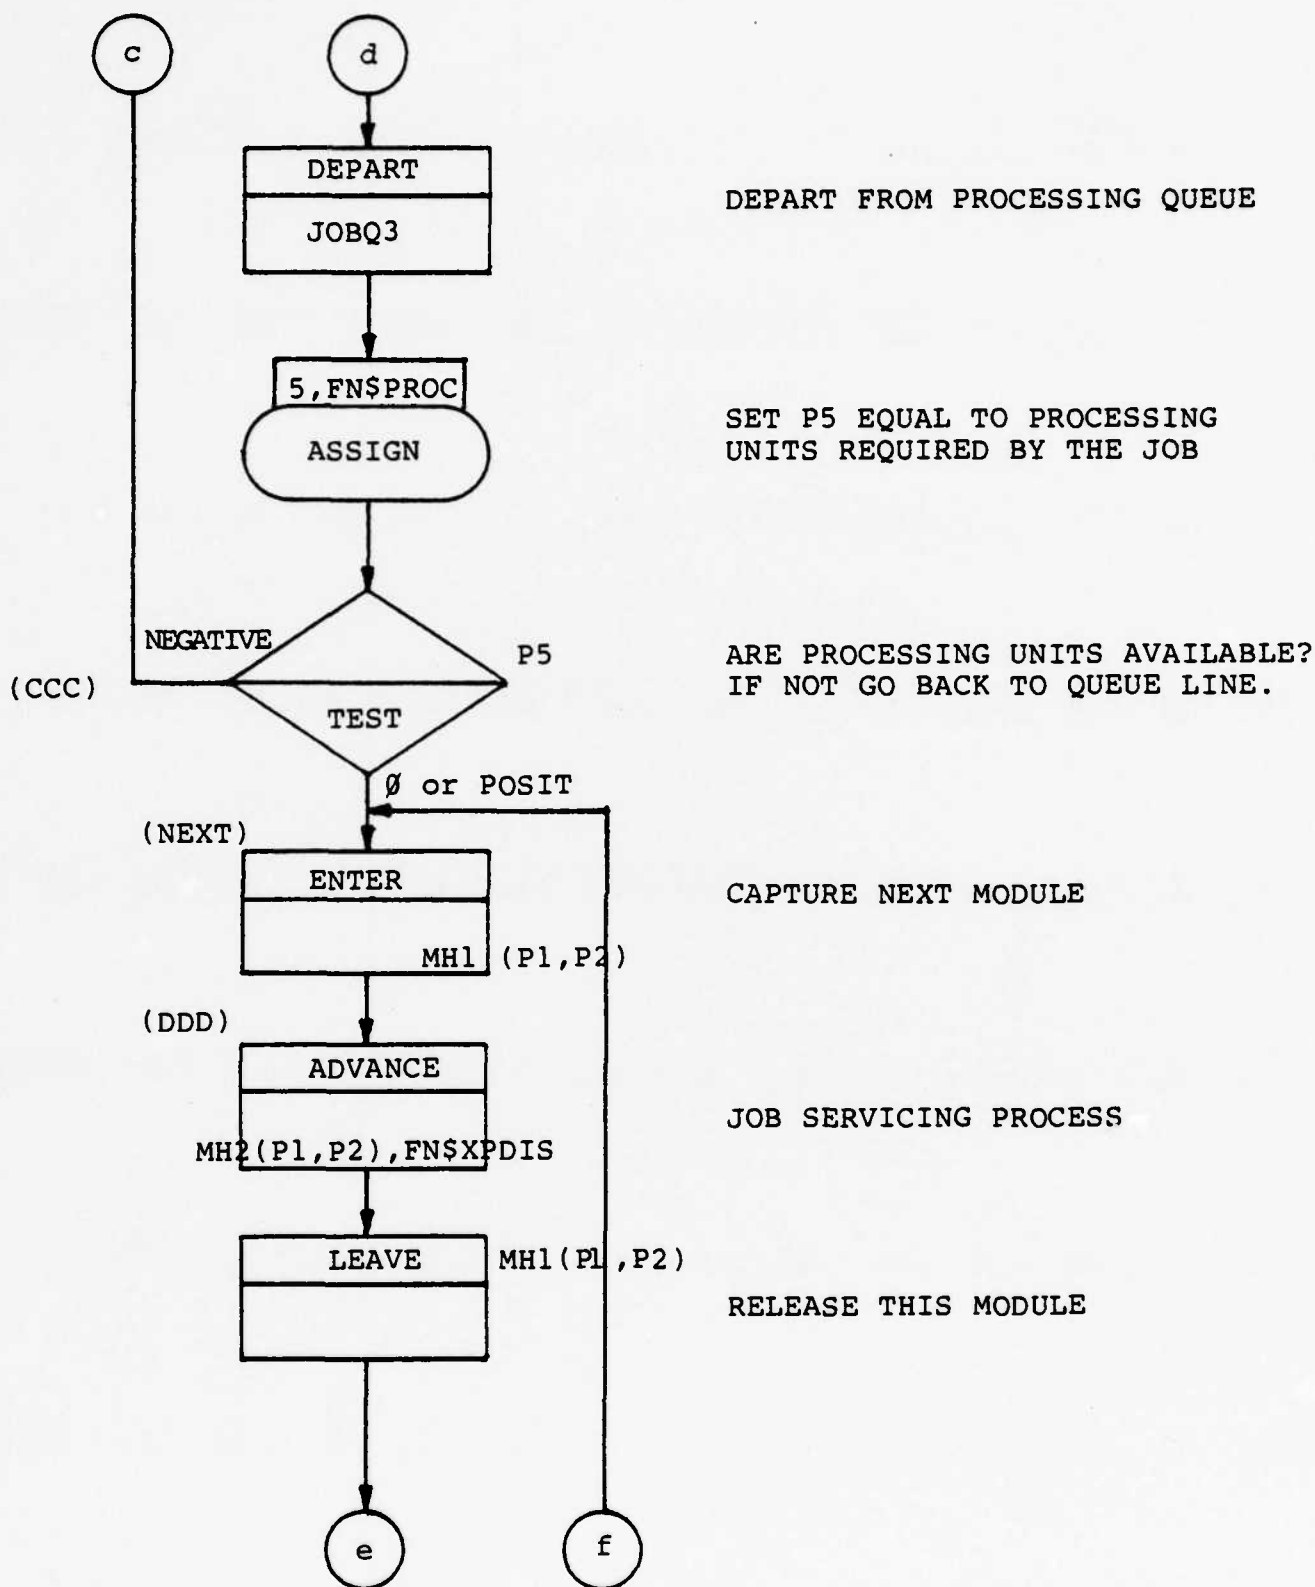 c
d
DEPART
JOBQ3
DEPART FROM PROCESSING QUEUE
5,FN$PROC
ASSIGN
SET P5 EQUAL TO PROCESSING
UNITS REQUIRED BY THE JOB
NEGATIVE
P5
(CCC)
TEST
ARE PROCESSING UNITS AVAILABLE?
IF NOT GO BACK TO QUEUE LINE.
Ø or POSIT
(NEXT)
ENTER
MH1 (P1,P2)
CAPTURE NEXT MODULE
(DDD)
ADVANCE
MH2(P1,P2),FN$XPDIS
JOB SERVICING PROCESS
LEAVE
MH1(P1,P2)
RELEASE THIS MODULE
e
f